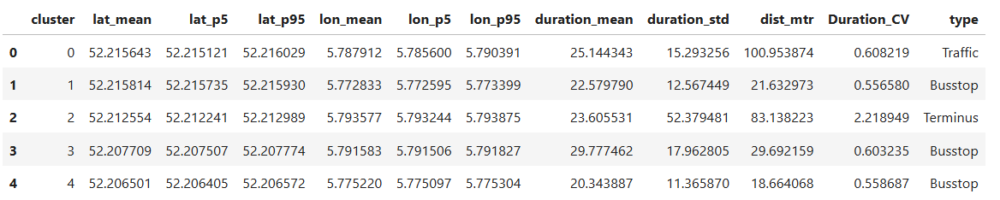 cluster lat_mean lat_p5 lat_p95 lon_mean lon_p5 lon_p95 duration_mean duration_std dist_mtr Duration_CV type
0 0 52.215643 52.215121 52.216029 5.787912 5.785600 5.790391 25.144343 15.293256 100.953874 0.608219 Traffic
1 1 52.215814 52.215735 52.215930 5.772833 5.772595 5.773399 22.579790 12.567449 21.632973 0.556580 Busstop
2 2 52.212554 52.212241 52.212989 5.793577 5.793244 5.793875 23.605531 52.379481 83.138223 2.218949 Terminus
3 3 52.207709 52.207507 52.207774 5.791583 5.791506 5.791827 29.777462 17.962805 29.692159 0.603235 Busstop
4 4 52.206501 52.206405 52.206572 5.775220 5.775097 5.775304 20.343887 11.365870 18.664068 0.558687 Busstop